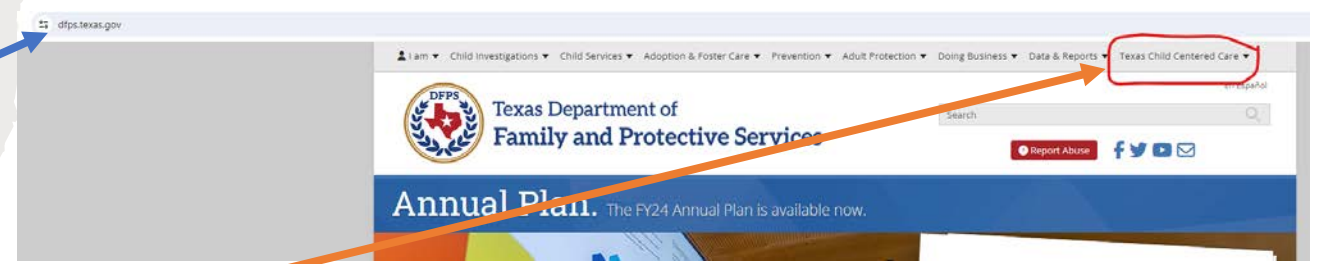 dfps.texas.gov
I am Child Investigations Child Services Adoption & Foster Care Prevention Adult Protection Doing Business Data & Reports Texas Child Centered Care
En Español
DFPS
Texas Department of
Family and Protective Services
Search
Report Abuse
Annual Plan. The FY24 Annual Plan is available now.